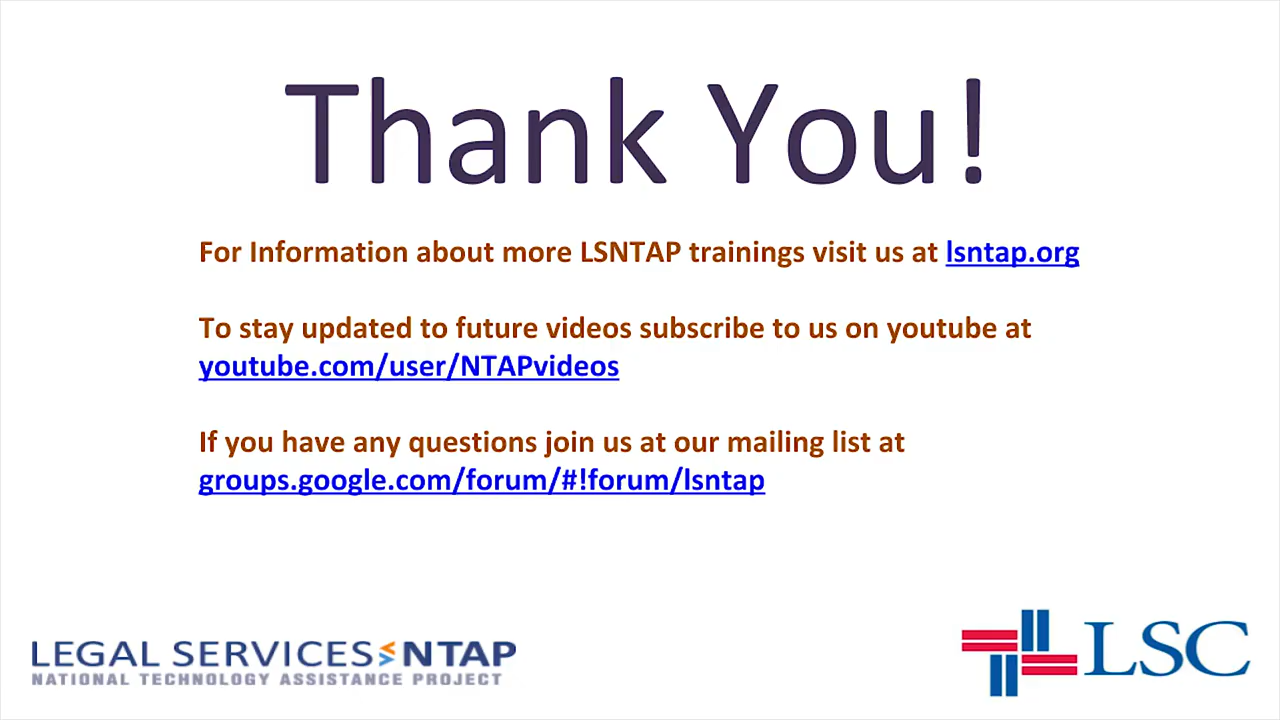 Thank You!
For Information about more LSNTAP trainings visit us at lsntap.org
To stay updated to future videos subscribe to us on youtube at
youtube.com/user/NTAPvideos
If you have any questions join us at our mailing list at
groups.google.com/forum/#!forum/lsntap
LEGAL SERVICES NTAP
NATIONAL TECHNOLOGY ASSISTANCE PROJECT
LSC